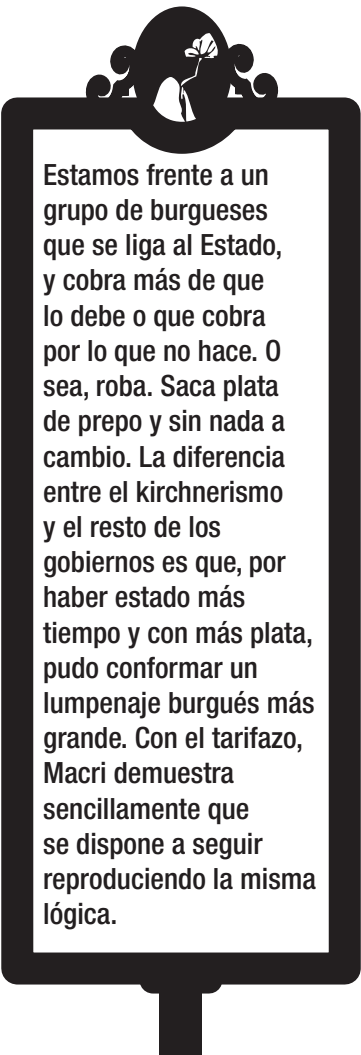 Estamos frente a un
grupo de burgueses
que se liga al Estado,
y cobra más de que
lo debe o que cobra
por lo que no hace. O
sea, roba. Saca plata
de prepo y sin nada a
cambio. La diferencia
entre el kirchnerismo
y el resto de los
gobiernos es que, por
haber estado más
tiempo y con más plata,
pudo conformar un
lumpenaje burgués más
grande. Con el tarifazo,
Macri demuestra
sencillamente que
se dispone a seguir
reproduciendo la misma
lógica.